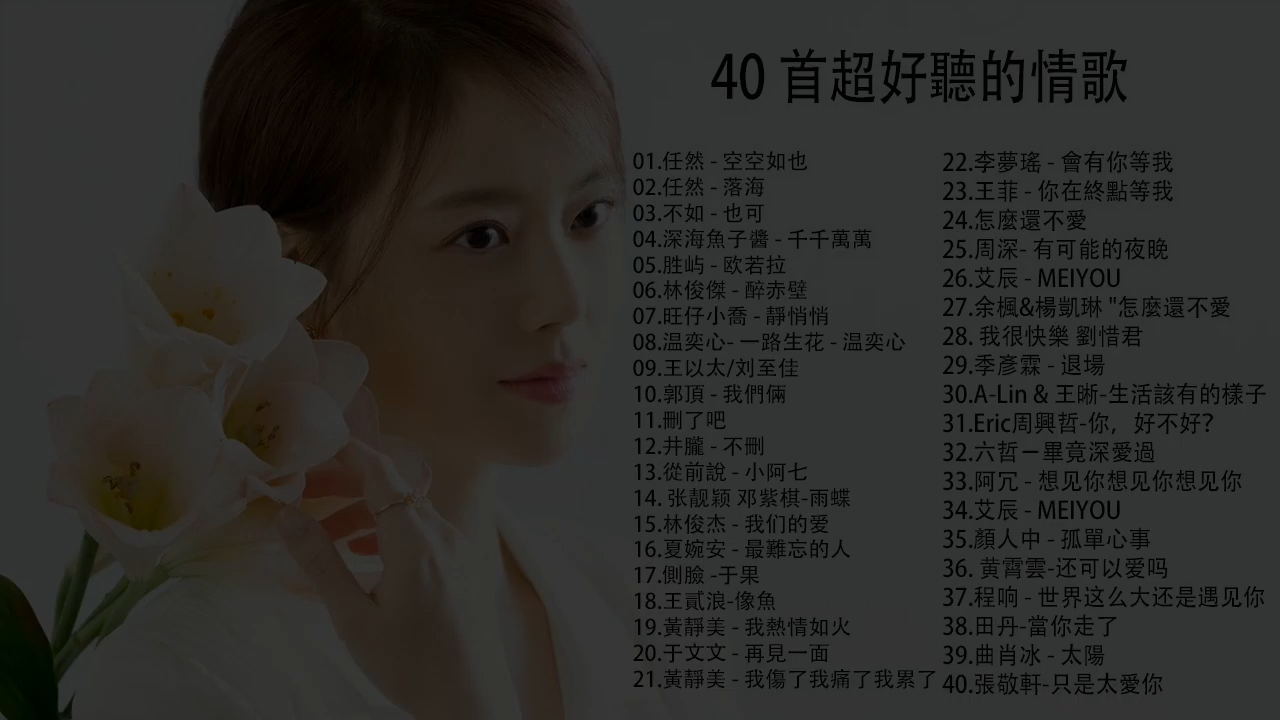 40 首超好聽的情歌
01.任然 - 空空如也
02.任然 - 落海
03.不如 - 也可
04.深海魚子醬 - 千千萬萬
05.胜屿 - 欧若拉
06.林俊傑 - 醉赤壁
07.旺仔小喬 - 靜悄悄
08.温奕心- 一路生花 - 温奕心
09.王以太/刘至佳
10.郭頂 - 我們倆
11.刪了吧
12.井朧 - 不刪
13.從前說 - 小阿七
14. 张靓颖 邓紫棋-雨蝶
15.林俊杰 - 我们的爱
16.夏婉安 - 最難忘的人
17.側臉 -于果
18.王貳浪-像魚
19.黃靜美 - 我熱情如火
20.于文文 - 再見一面
21.黃靜美 - 我傷了我痛了我累了
22.李夢瑤 - 會有你等我
23.王菲 - 你在終點等我
24.怎麼還不愛
25.周深- 有可能的夜晚
26.艾辰 - MEIYOU
27.余楓&楊凱琳 "怎麼還不愛
28. 我很快樂 劉惜君
29.季彥霖 - 退場
30.A-Lin & 王晰-生活該有的樣子
31.Eric周興哲-你，好不好?
32.六哲－畢竟深愛過
33.阿冗 - 想见你想见你想见你
34.艾辰 - MEIYOU
35.顏人中 - 孤單心事
36. 黄霄雲-还可以爱吗
37.程响 - 世界这么大还是遇见你
38.田丹-當你走了
39.曲肖冰 - 太陽
40.張敬軒-只是太愛你